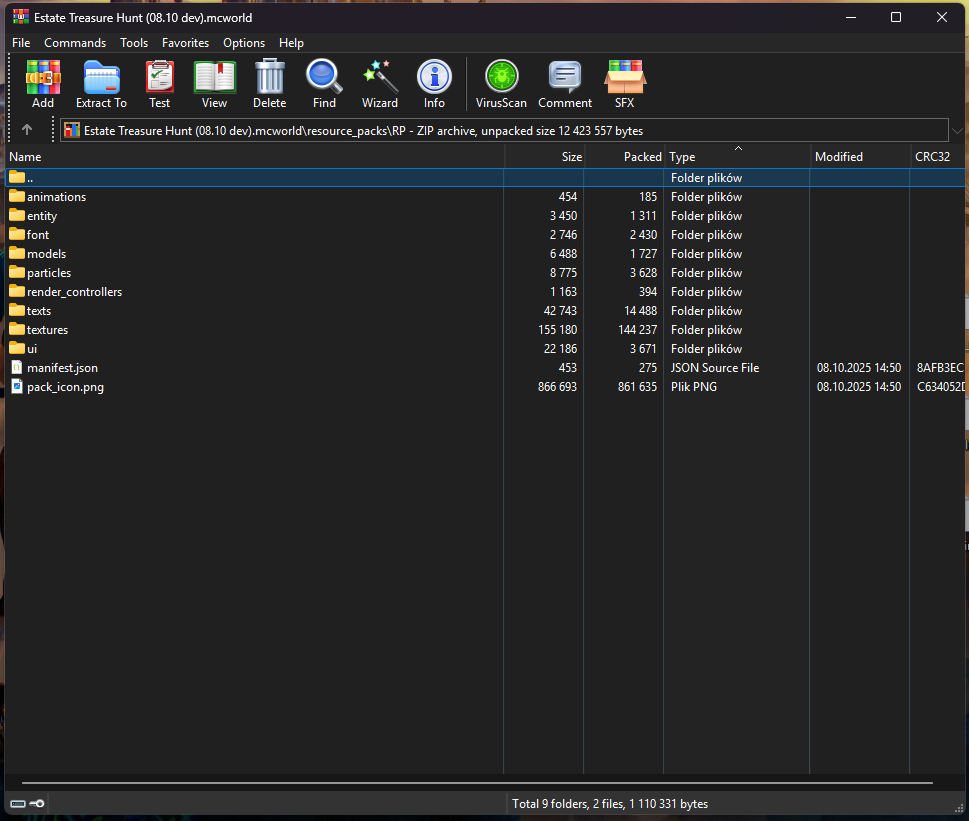 Estate Treasure Hunt (08.10 dev).mcworld
File Commands Tools Favorites Options Help
Add Extract To Test View Delete Find Wizard Info VirusScan Comment SFX
Estate Treasure Hunt (08.10 dev).mcworld\resource_packs\RP - ZIP archive, unpacked size 12 423 557 bytes
Name Size Packed Type Modified CRC32
.. Folder plików
animations 454 185 Folder plików
entity 3 450 1 311 Folder plików
font 2 746 2 430 Folder plików
models 6 488 1 727 Folder plików
particles 8 775 3 628 Folder plików
render_controllers 1 163 394 Folder plików
texts 42 743 14 488 Folder plików
textures 155 180 144 237 Folder plików
ui 22 186 3 671 Folder plików
manifest.json 453 275 JSON Source File 08.10.2025 14:50 8AFB3EC
pack_icon.png 866 693 861 635 Plik PNG 08.10.2025 14:50 C634052D
Total 9 folders, 2 files, 1 110 331 bytes